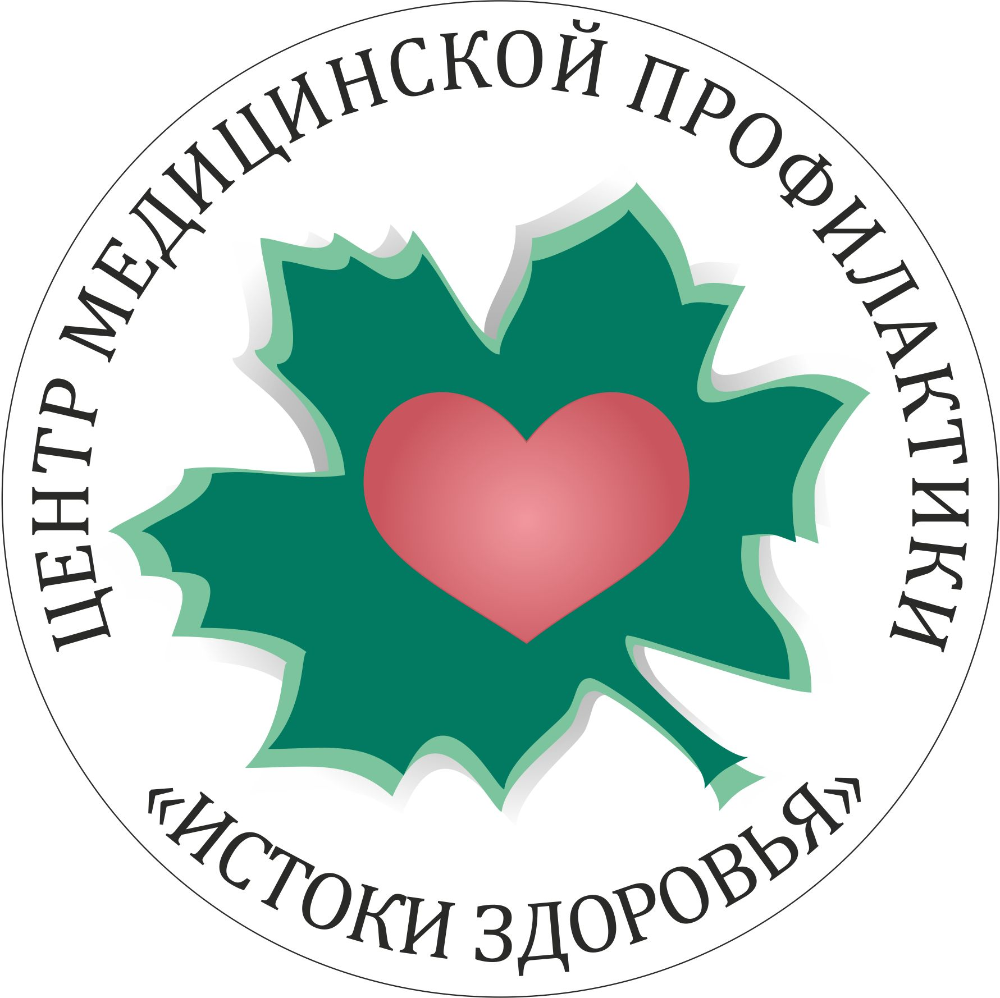 ЦЕНТР МЕДИЦИНСКОЙ ПРОФИЛАКТИКИ
«ИСТОКИ ЗДОРОВЬЯ»